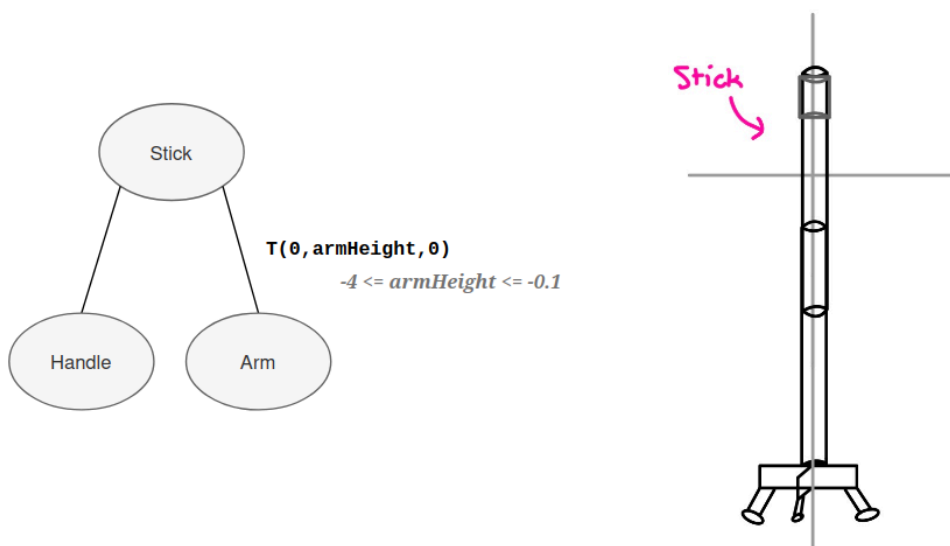 Stick
Stick
T(0,armHeight,0)
-4 <= armHeight <= -0.1
Handle
Arm